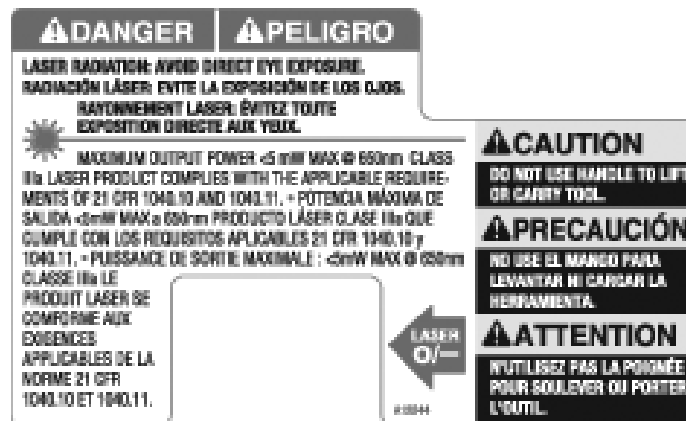 DANGER
PELIGRO
LASER RADIATION: AVOID DIRECT EYE EXPOSURE.
RADIACIÓN LÁSER: EVITE LA EXPOSICIÓN DE LOS OJOS.
RAYONNEMENT LASER: ÉVITEZ TOUTE
EXPOSITION DIRECTE AUX YEUX.
MAXIMUM OUTPUT POWER <5 mW MAX @ 650nm CLASS
IIIa LASER PRODUCT COMPLIES WITH THE APPLICABLE REQUIRE-
MENTS OF 21 CFR 1040.10 AND 1040.11. • POTENCIA MÁXIMA DE
SALIDA <5mW MAX a 650nm PRODUCTO LÁSER CLASE IIIa QUE
CUMPLE CON LOS REQUISITOS APLICABLES 21 CFR 1040.10 y
1040.11. • PUISSANCE DE SORTIE MAXIMALE : <5mW MAX @ 650nm
CLASSE IIIa LE
PRODUIT LASER SE
CONFORME AUX
EXIGENCES
APPLICABLES DE LA
NORME 21 CFR
1040.10 ET 1040.11.
LASER
O/—
CAUTION
DO NOT USE HANDLE TO LIFT
OR CARRY TOOL.
PRECAUCIÓN
NO USE EL MANGO PARA
LEVANTAR NI CARGAR LA
HERRAMIENTA.
ATTENTION
N'UTILISEZ PAS LA POIGNÉE
POUR SOULEVER OU PORTER
L'OUTIL.